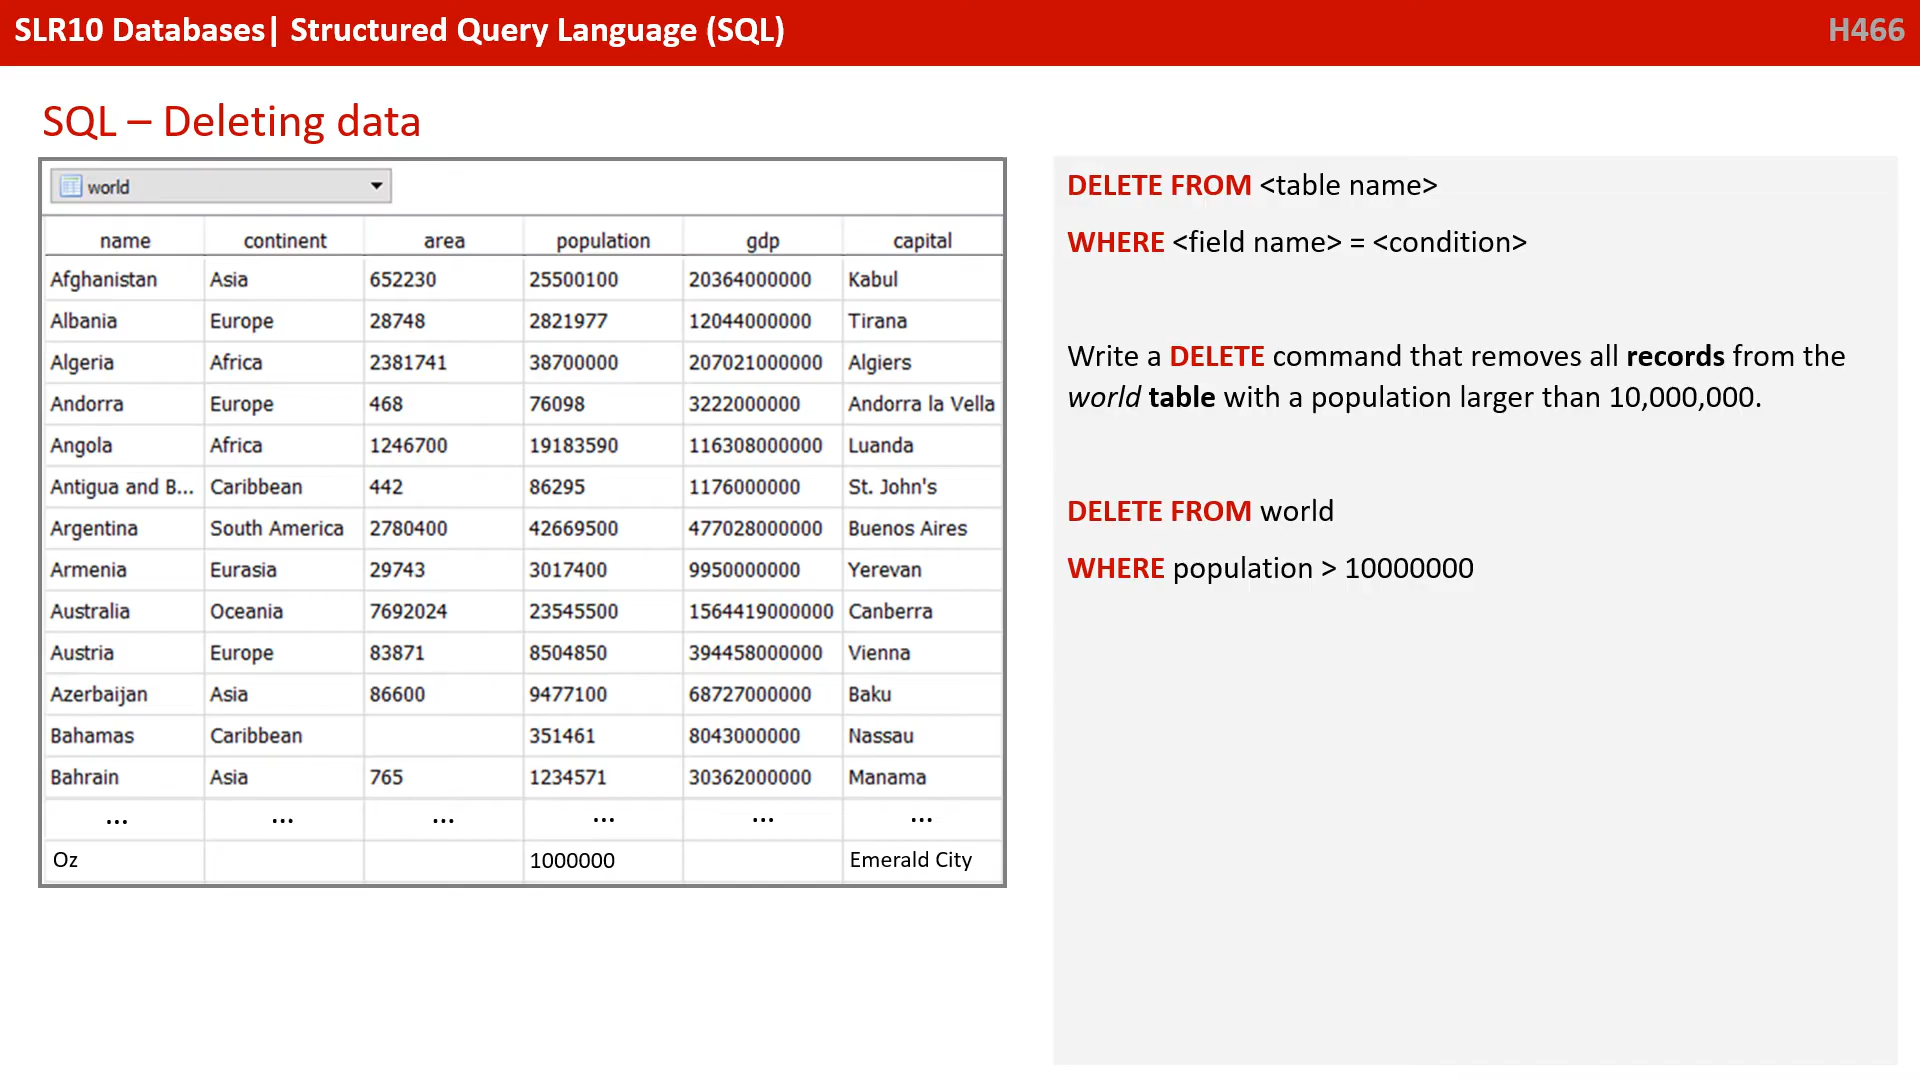 SLR10 Databases| Structured Query Language (SQL)
H466
SQL – Deleting data
world
name continent area population gdp capital
Afghanistan Asia 652230 25500100 20364000000 Kabul
Albania Europe 28748 2821977 12044000000 Tirana
Algeria Africa 2381741 38700000 207021000000 Algiers
Andorra Europe 468 76098 3222000000 Andorra la Vella
Angola Africa 1246700 19183590 116308000000 Luanda
Antigua and B... Caribbean 442 86295 1176000000 St. John's
Argentina South America 2780400 42669500 477028000000 Buenos Aires
Armenia Eurasia 29743 3017400 9950000000 Yerevan
Australia Oceania 7692024 23545500 1564419000000 Canberra
Austria Europe 83871 8504850 394458000000 Vienna
Azerbaijan Asia 86600 9477100 68727000000 Baku
Bahamas Caribbean 351461 8043000000 Nassau
Bahrain Asia 765 1234571 30362000000 Manama
... ... ... ... ... ...
Oz 1000000 Emerald City
DELETE FROM <table name>
WHERE <field name> = <condition>
Write a DELETE command that removes all records from the
world table with a population larger than 10,000,000.
DELETE FROM world
WHERE population > 10000000